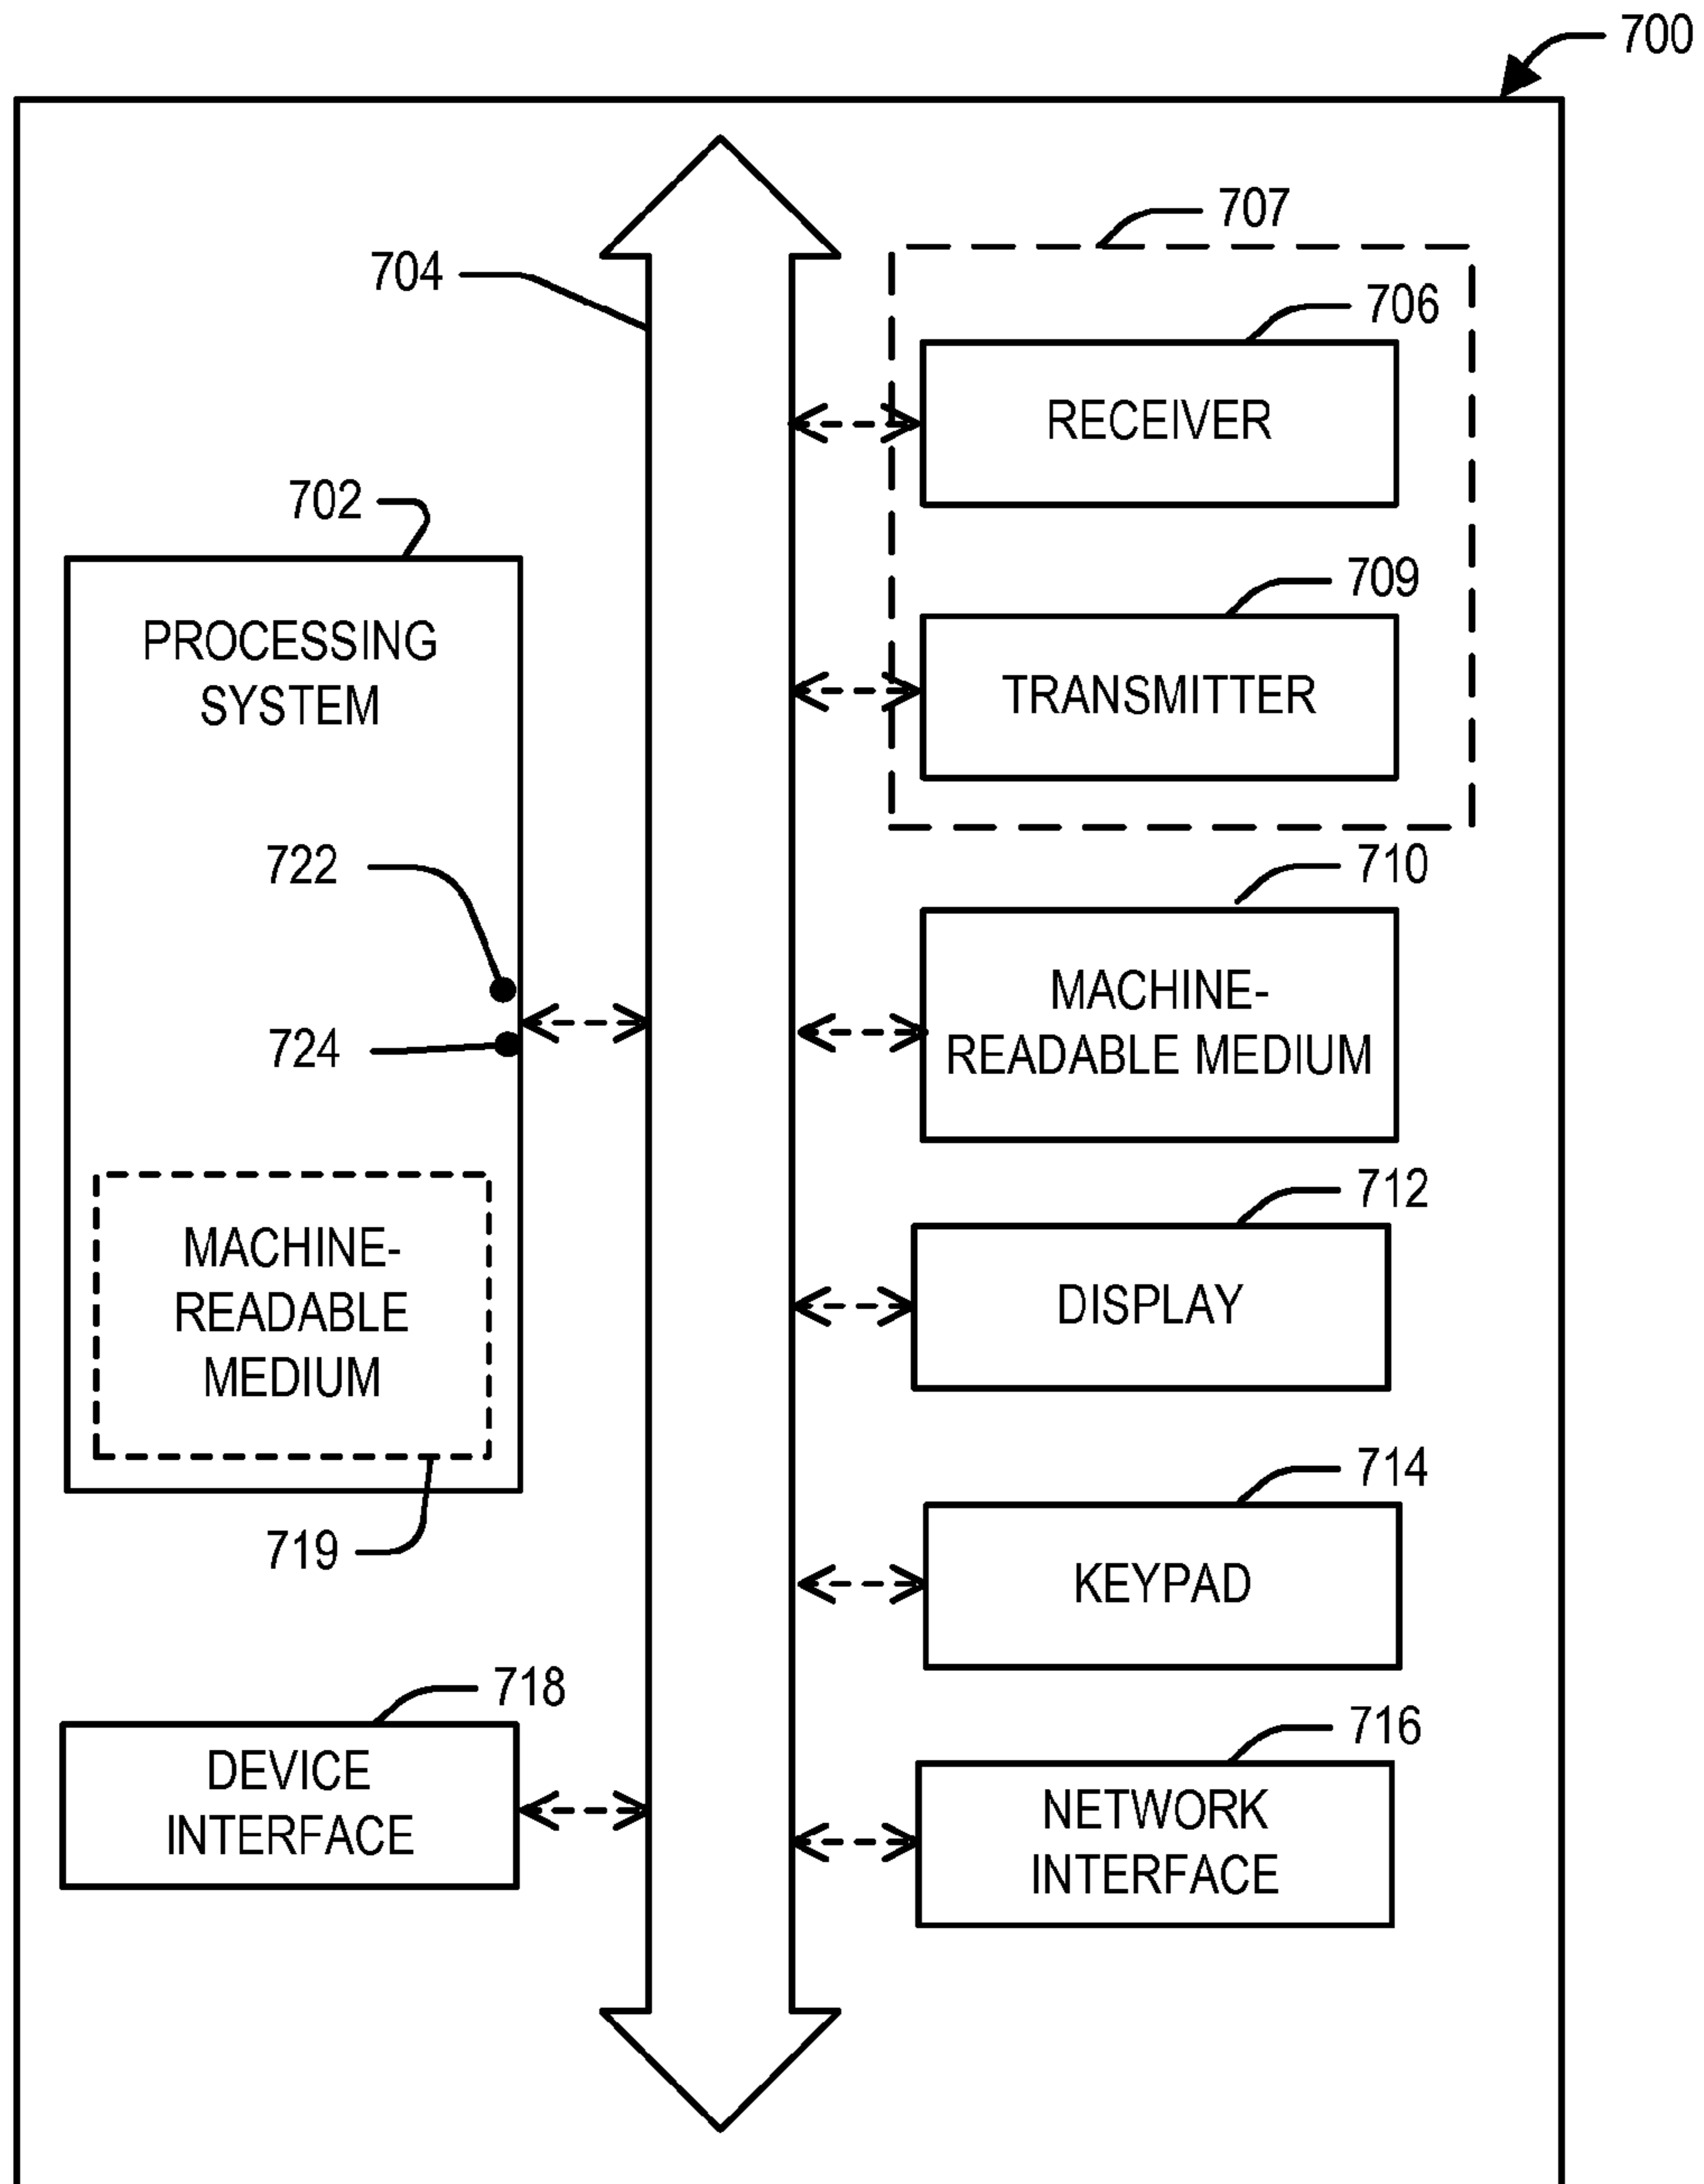 700
707
704
706
RECEIVER
702
709
PROCESSING
SYSTEM
TRANSMITTER
722
710
MACHINE-
READABLE MEDIUM
724
712
MACHINE-
READABLE
MEDIUM
DISPLAY
714
719
KEYPAD
718
716
DEVICE
INTERFACE
NETWORK
INTERFACE